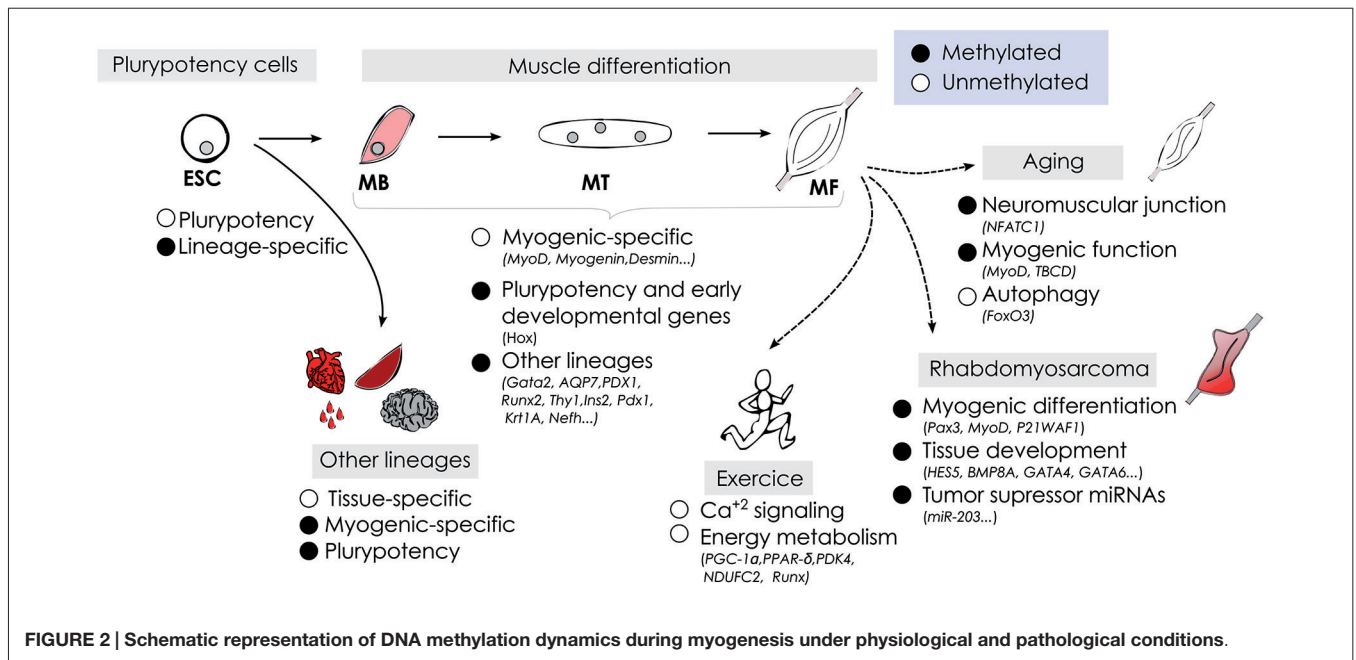 Plurypotency cells
Muscle differentiation
Methylated
Unmethylated
ESC
MB
MT
MF
Plurypotency
Lineage-specific
Myogenic-specific
(MyoD, Myogenin,Desmin...)
Plurypotency and early
developmental genes
(Hox)
Other lineages
(Gata2, AQP7,PDX1,
Runx2, Thy1,Ins2, Pdx1,
Krt1A, Nefh...)
Other lineages
Tissue-specific
Myogenic-specific
Plurypotency
Exercice
Ca+2 signaling
Energy metabolism
(PGC-1α,PPAR-δ,PDK4,
NDUFC2, Runx)
Aging
Neuromuscular junction
(NFATC1)
Myogenic function
(MyoD, TBCD)
Autophagy
(FoxO3)
Rhabdomyosarcoma
Myogenic differentiation
(Pax3, MyoD, P21WAF1)
Tissue development
(HES5, BMP8A, GATA4, GATA6...)
Tumor supressor miRNAs
(miR-203...)
FIGURE 2 | Schematic representation of DNA methylation dynamics during myogenesis under physiological and pathological conditions.